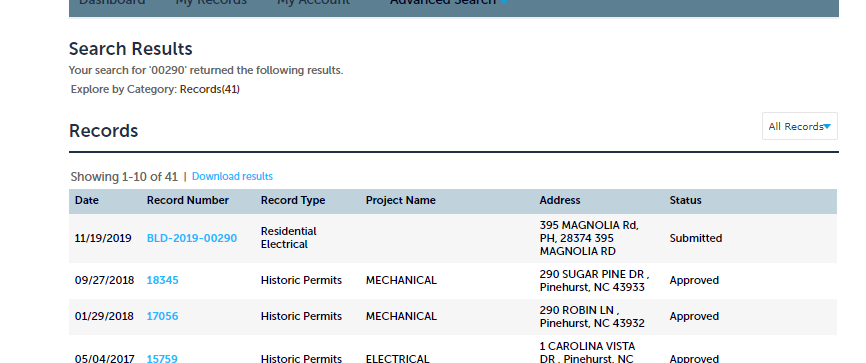 Dashboard My Records My Account Advanced Search
Search Results
Your search for '00290' returned the following results.
Explore by Category: Records(41)
Records
All Records
Showing 1-10 of 41 | Download results
Date Record Number Record Type Project Name Address Status
11/19/2019 BLD-2019-00290 Residential Electrical 395 MAGNOLIA Rd, PH, 28374 395 MAGNOLIA RD Submitted
09/27/2018 18345 Historic Permits MECHANICAL 290 SUGAR PINE DR , Pinehurst, NC 43933 Approved
01/29/2018 17056 Historic Permits MECHANICAL 290 ROBIN LN , Pinehurst, NC 43932 Approved
05/04/2017 15759 Historic Permits ELECTRICAL 1 CAROLINA VISTA DR , Pinehurst, NC Approved